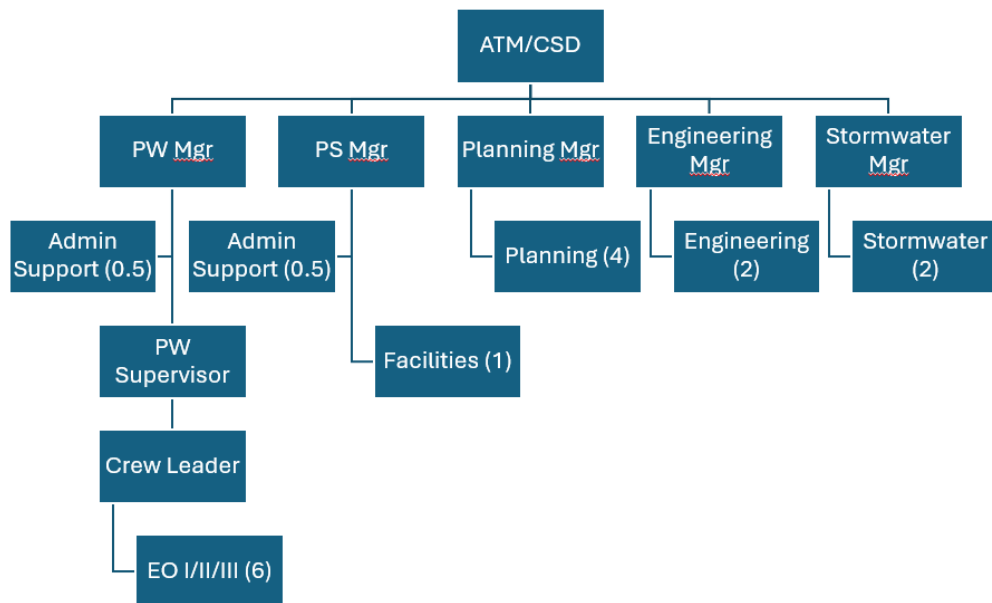 ATM/CSD
PW Mgr
PS Mgr
Planning Mgr
Engineering
Mgr
Stormwater
Mgr
Admin
Support (0.5)
Admin
Support (0.5)
Planning (4)
Engineering
(2)
Stormwater
(2)
PW
Supervisor
Facilities (1)
Crew Leader
EO I/II/III (6)